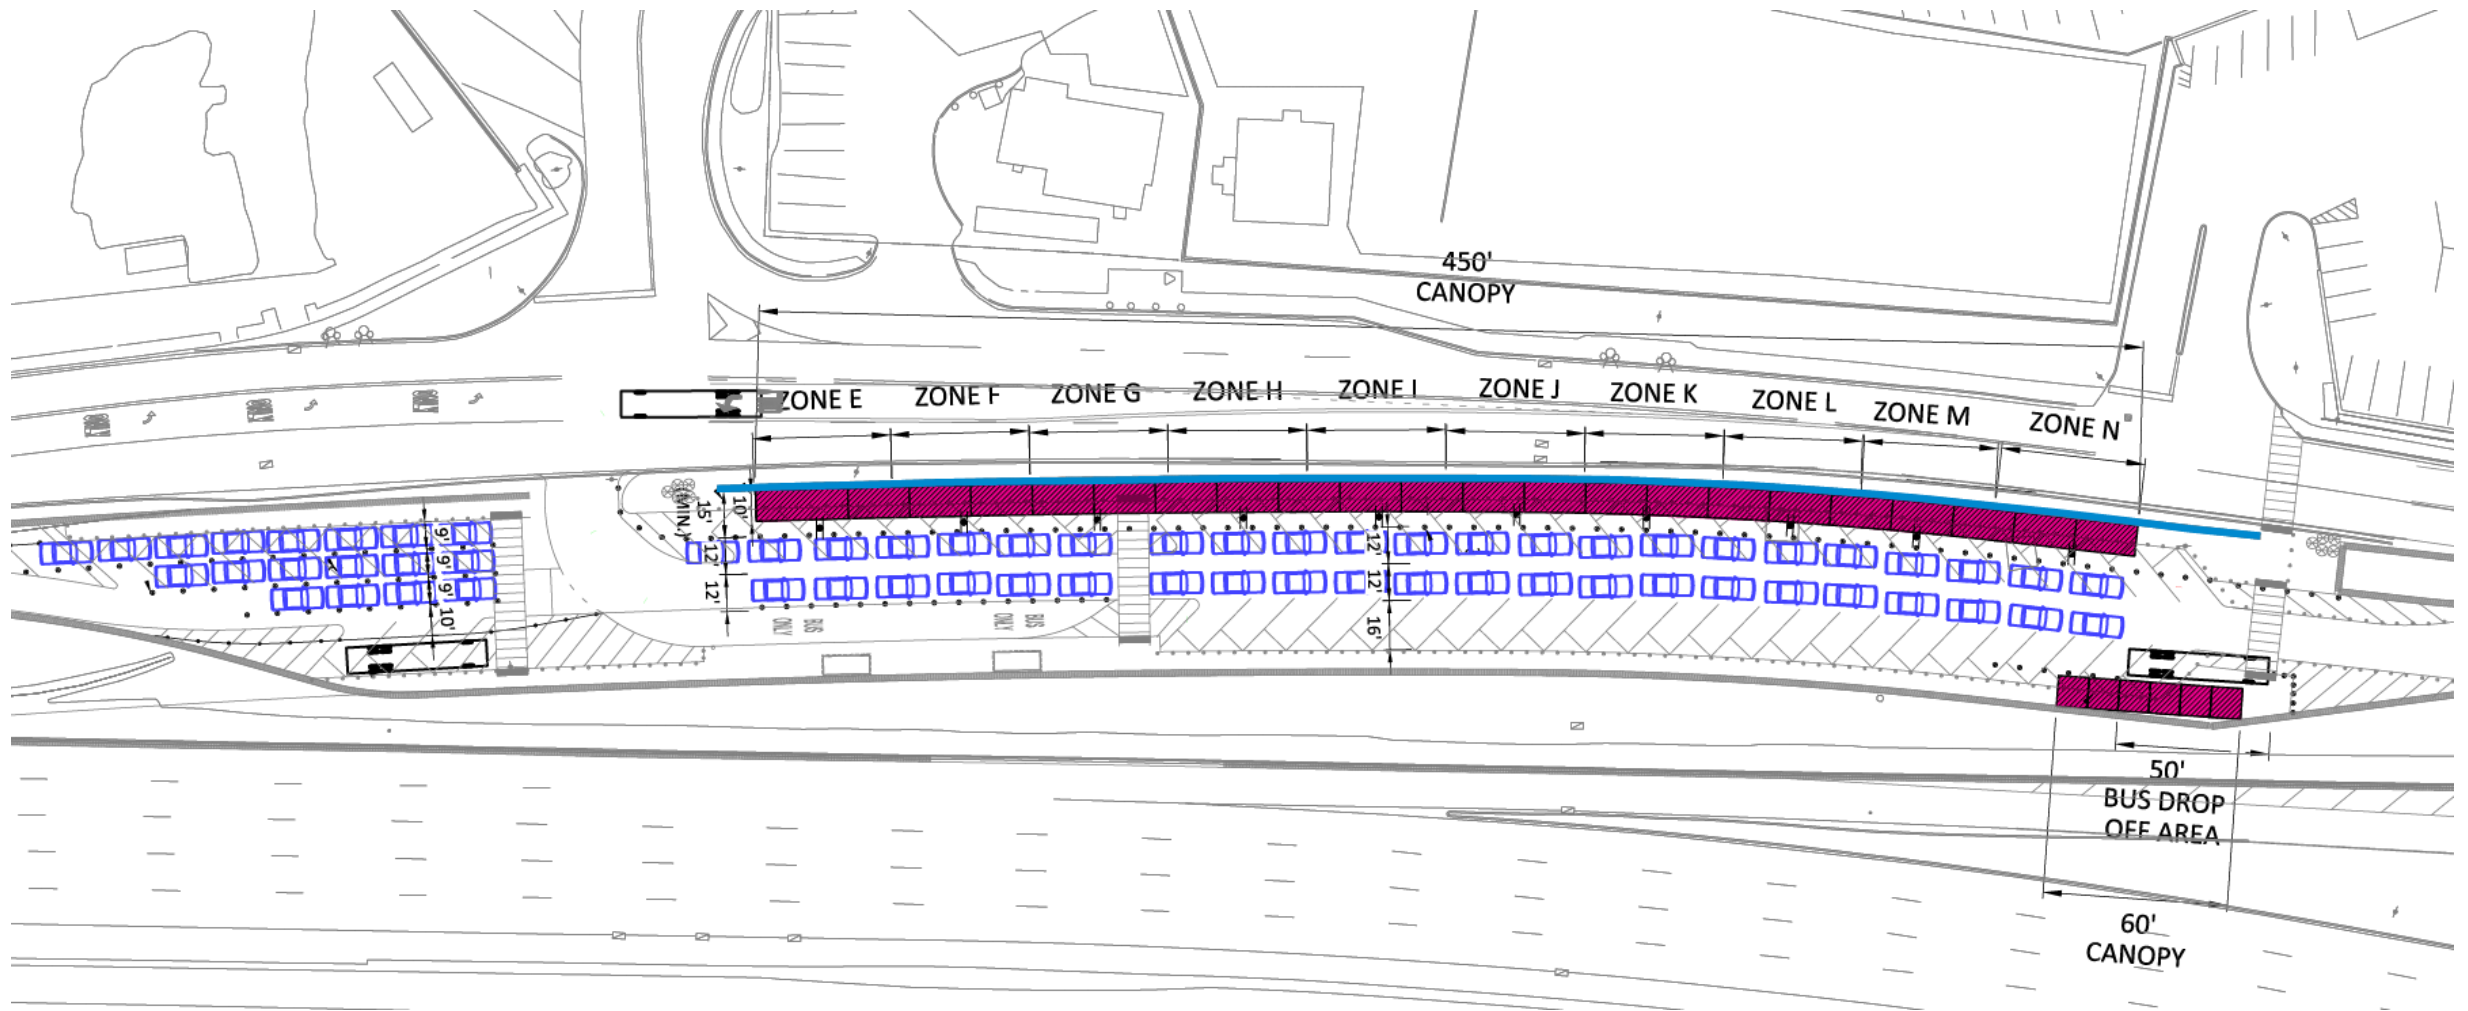 450'
CANOPY
ZONE E
ZONE F
ZONE G
ZONE H
ZONE I
ZONE J
ZONE K
ZONE L
ZONE M
ZONE N
15'
(MIN.)
10'
12'
12'
9'
9'
9'
10'
12'
12'
16'
BUS
ONLY
BUS
ONLY
50'
BUS DROP
OFF AREA
60'
CANOPY